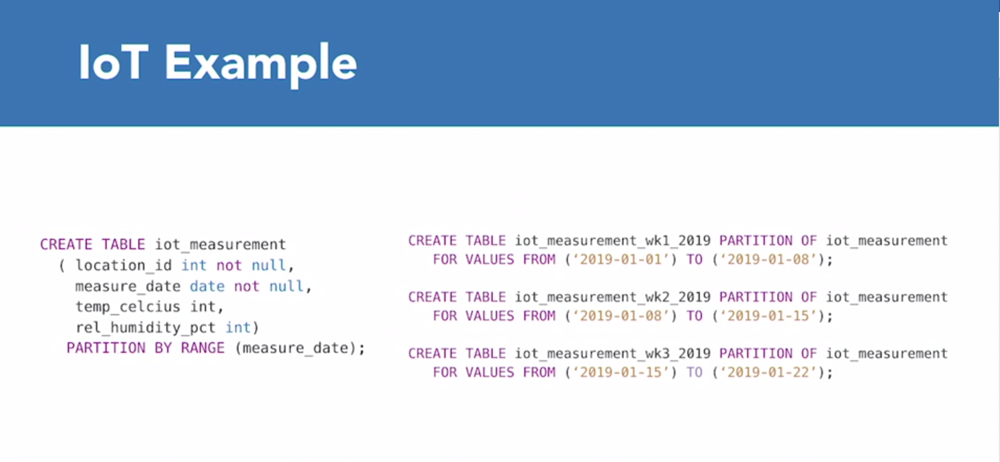 IoT Example
CREATE TABLE iot_measurement
( location_id int not null,
measure_date date not null,
temp_celcius int,
rel_humidity_pct int)
PARTITION BY RANGE (measure_date);
CREATE TABLE iot_measurement_wk1_2019 PARTITION OF iot_measurement
FOR VALUES FROM (‘2019-01-01’) TO (‘2019-01-08’);
CREATE TABLE iot_measurement_wk2_2019 PARTITION OF iot_measurement
FOR VALUES FROM (‘2019-01-08’) TO (‘2019-01-15’);
CREATE TABLE iot_measurement_wk3_2019 PARTITION OF iot_measurement
FOR VALUES FROM (‘2019-01-15’) TO (‘2019-01-22’);